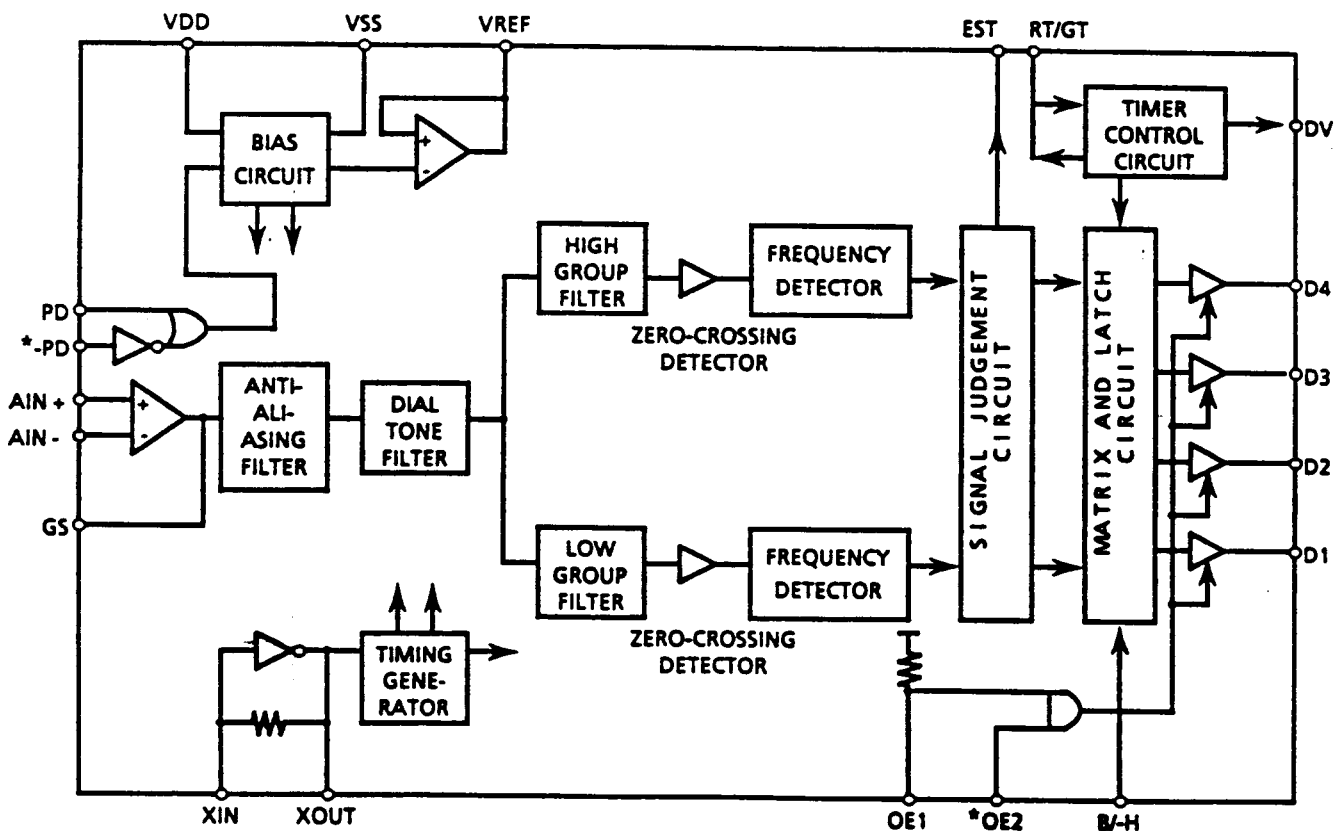 VDD
VSS
VREF
EST
RT/GT
BIAS
CIRCUIT
+
-
TIMER
CONTROL
CIRCUIT
DV
HIGH
GROUP
FILTER
FREQUENCY
DETECTOR
ZERO-CROSSING
DETECTOR
SIGNAL JUDGEMENT
CIRCUIT
MATRIX AND LATCH
CIRCUIT
D4
D3
D2
D1
PD
*-PD
AIN +
AIN -
+
-
GS
ANTI-
ALI-
ASING
FILTER
DIAL
TONE
FILTER
LOW
GROUP
FILTER
FREQUENCY
DETECTOR
ZERO-CROSSING
DETECTOR
TIMING
GENE-
RATOR
XIN
XOUT
OE1
*OE2
B/-H